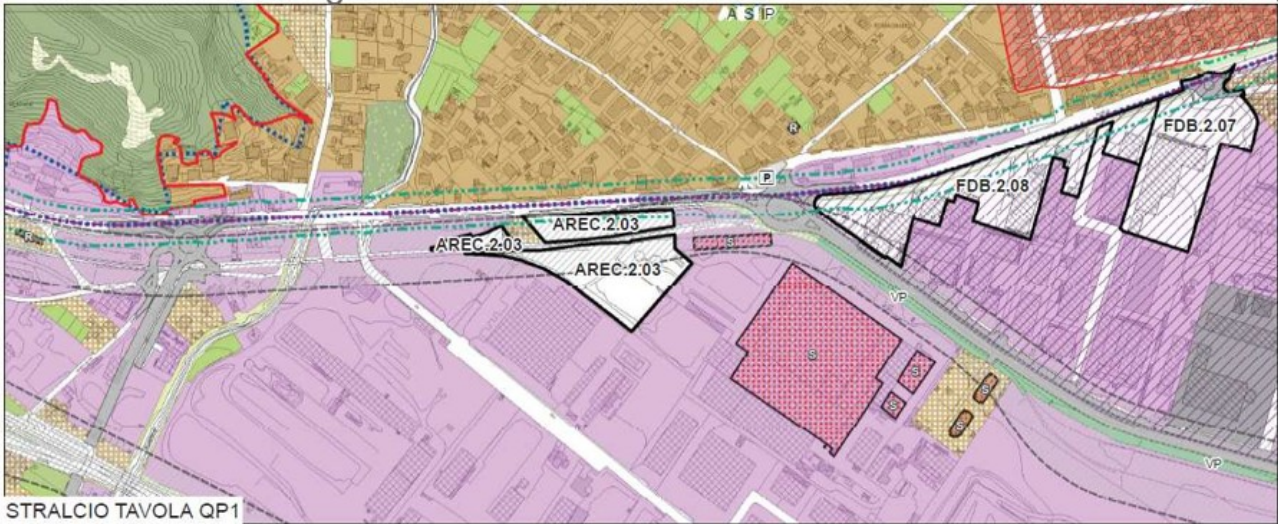 A S IP
R
P
FDB.2.07
FDB.2.08
AREC.2.03
AREC.2.03
AREC.2.03
R
S
VP
S
S
S
S
S
VP
STRALCIO TAVOLA QP1